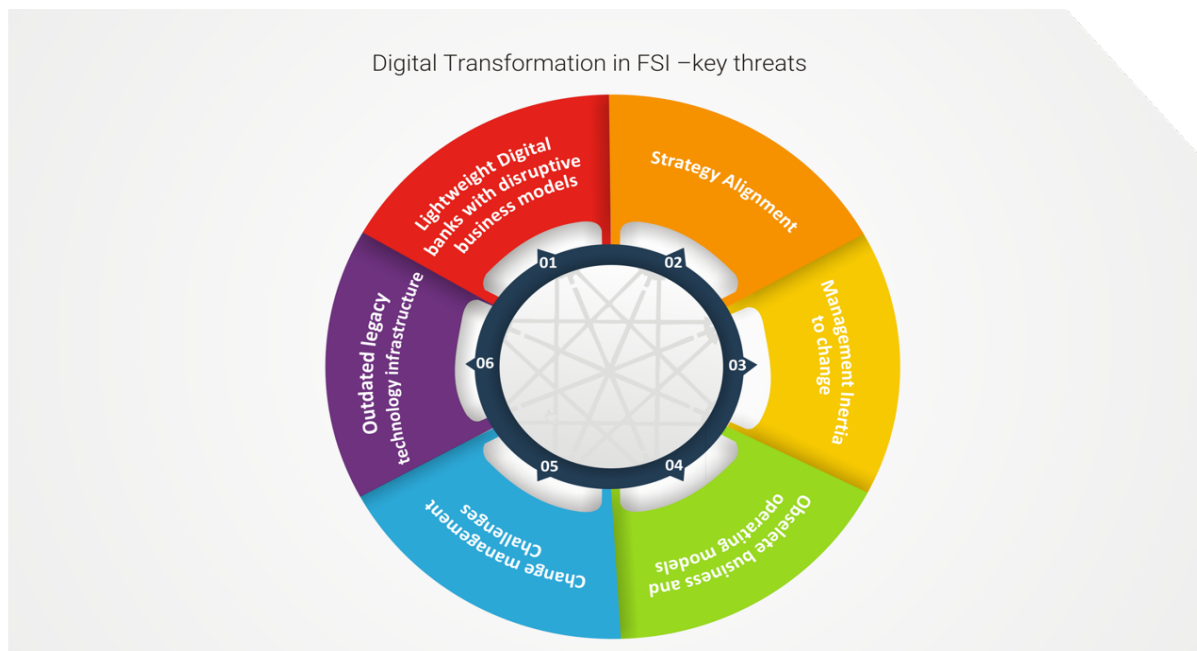 Digital Transformation in FSI –key threats
Lightweight Digital
banks with disruptive
business models
01
Strategy Alignment
02
Management Inertia
to change
03
Obselete business and
operating models
04
Change management
Challenges
05
Outdated legacy
technology infrastructure
06